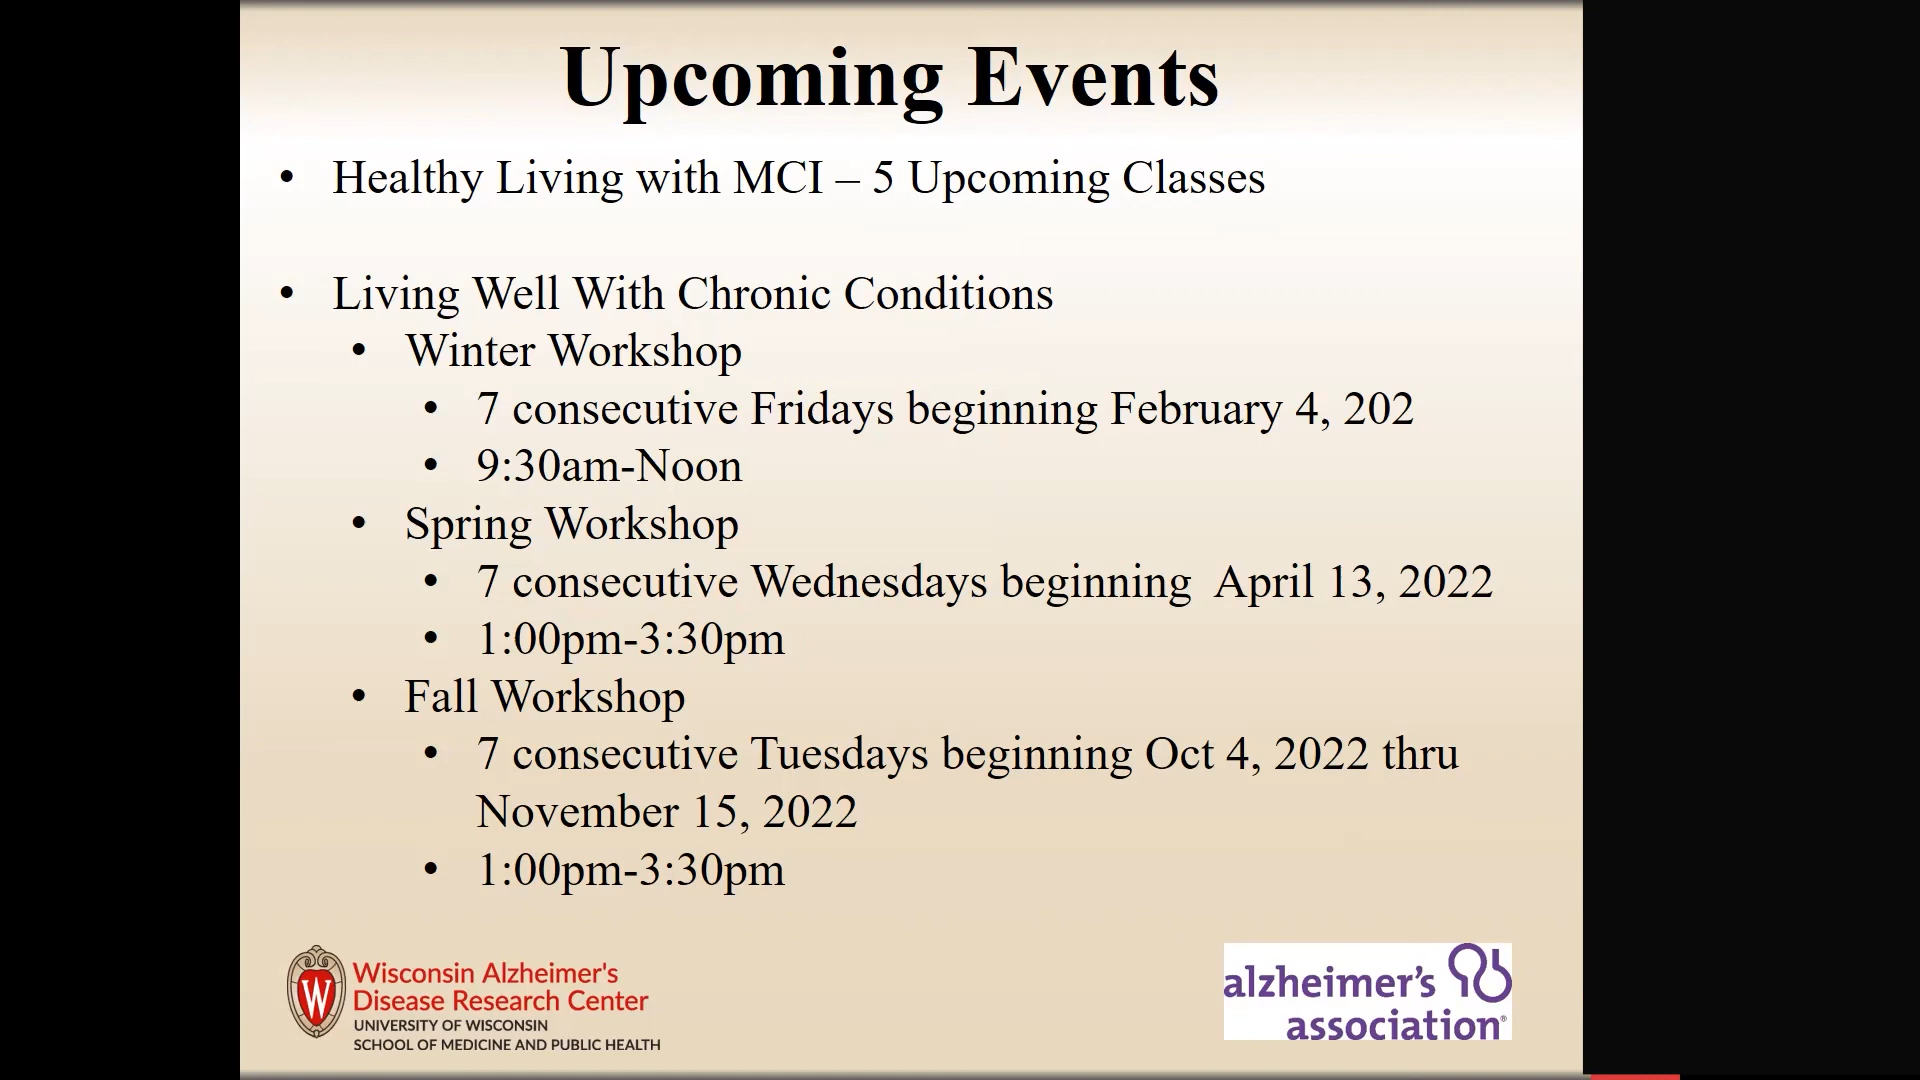 Upcoming Events
• Healthy Living with MCI – 5 Upcoming Classes
• Living Well With Chronic Conditions
• Winter Workshop
• 7 consecutive Fridays beginning February 4, 202
• 9:30am-Noon
• Spring Workshop
• 7 consecutive Wednesdays beginning  April 13, 2022
• 1:00pm-3:30pm
• Fall Workshop
• 7 consecutive Tuesdays beginning Oct 4, 2022 thru
November 15, 2022
• 1:00pm-3:30pm
W
Wisconsin Alzheimer's
Disease Research Center
UNIVERSITY OF WISCONSIN
SCHOOL OF MEDICINE AND PUBLIC HEALTH
alzheimer's
association®